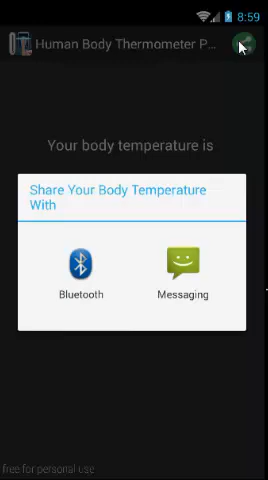 8:59
Human Body Thermometer P...
Your body temperature is
Share Your Body Temperature
With
Bluetooth
Messaging
free for personal use